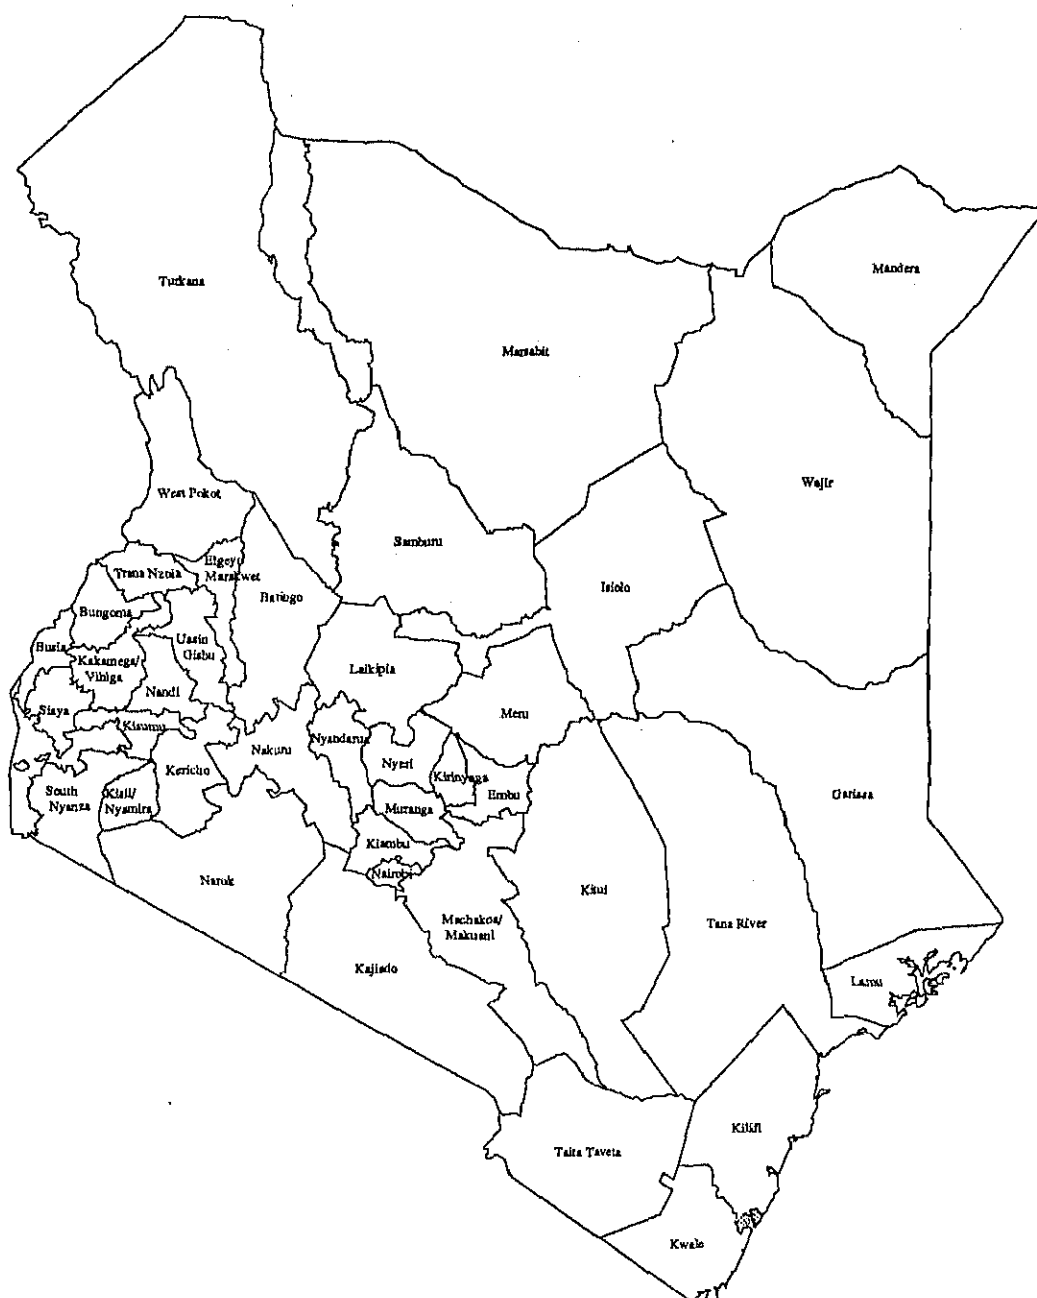 Mandera
Turkana
Marsabit
Wajir
West Pokot
Samburu
Elgeyo
Marakwet
Trans Nzoia
Isiolo
Baringo
Bungoma
Uasin
Gishu
Busia
Kakamega/
Vihiga
Laikipia
Nandi
Siaya
Meru
Kisumu
Nyandarua
Nakuru
Nyeri
Kericho
Kirinyaga
South
Nyanza
Kisii/
Nyamira
Embu
Garissa
Muranga
Kiambu
Nairobi
Narok
Kitui
Machakos/
Makueni
Tana River
Kajiado
Lamu
Kilifi
Taita Taveta
Kwale